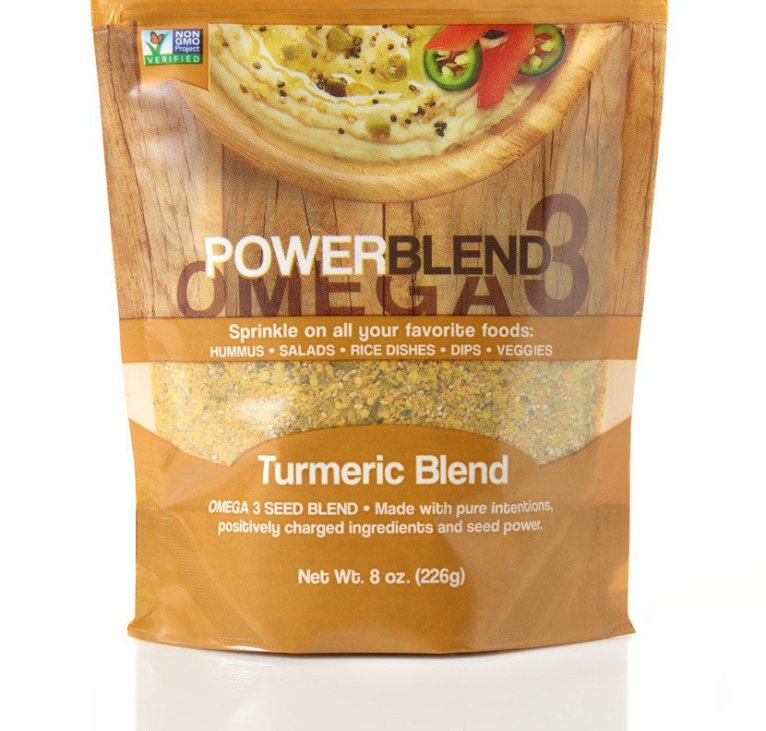 NON
GMO
Project
VERIFIED
POWERBLEND
OMEGA 3
Sprinkle on all your favorite foods:
HUMMUS • SALADS • RICE DISHES • DIPS • VEGGIES
Turmeric Blend
OMEGA 3 SEED BLEND • Made with pure intentions,
positively charged ingredients and seed power.
Net Wt. 8 oz. (226g)